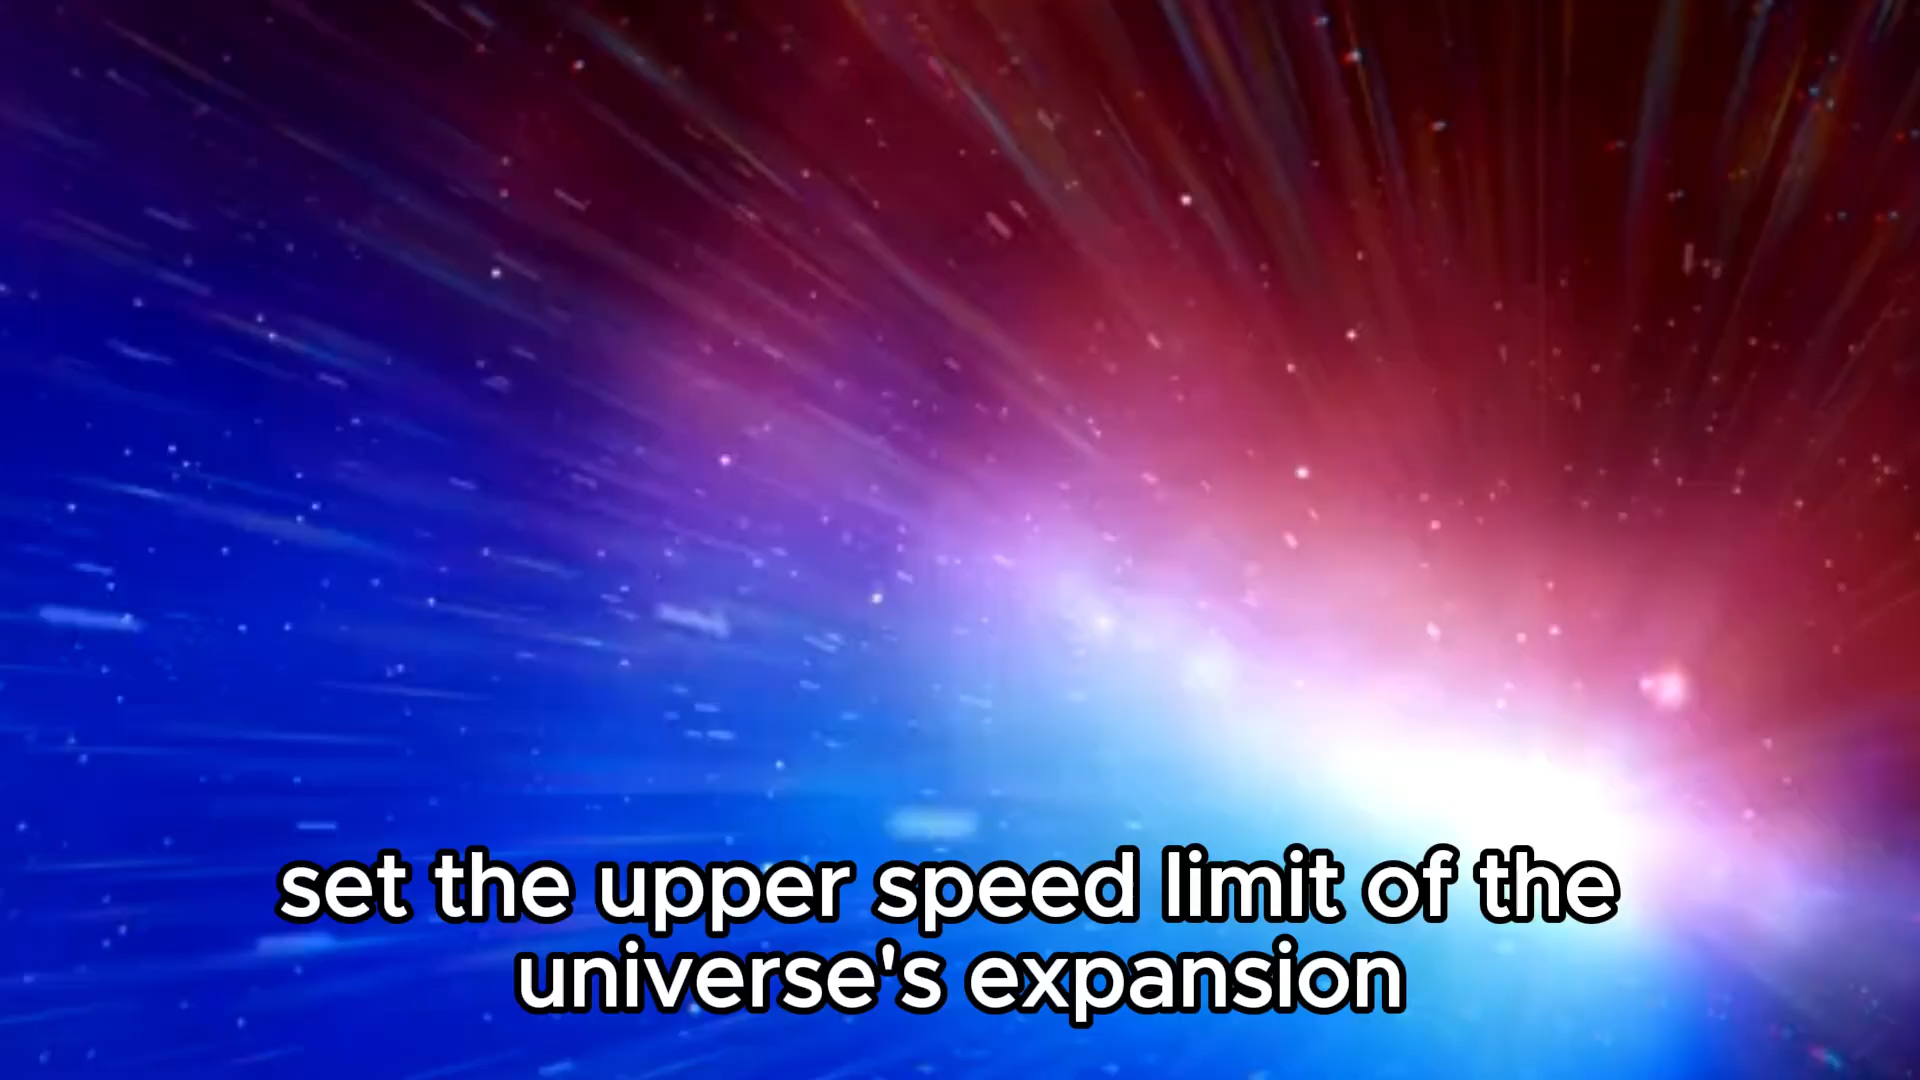 set the upper speed limit of the
universe's expansion